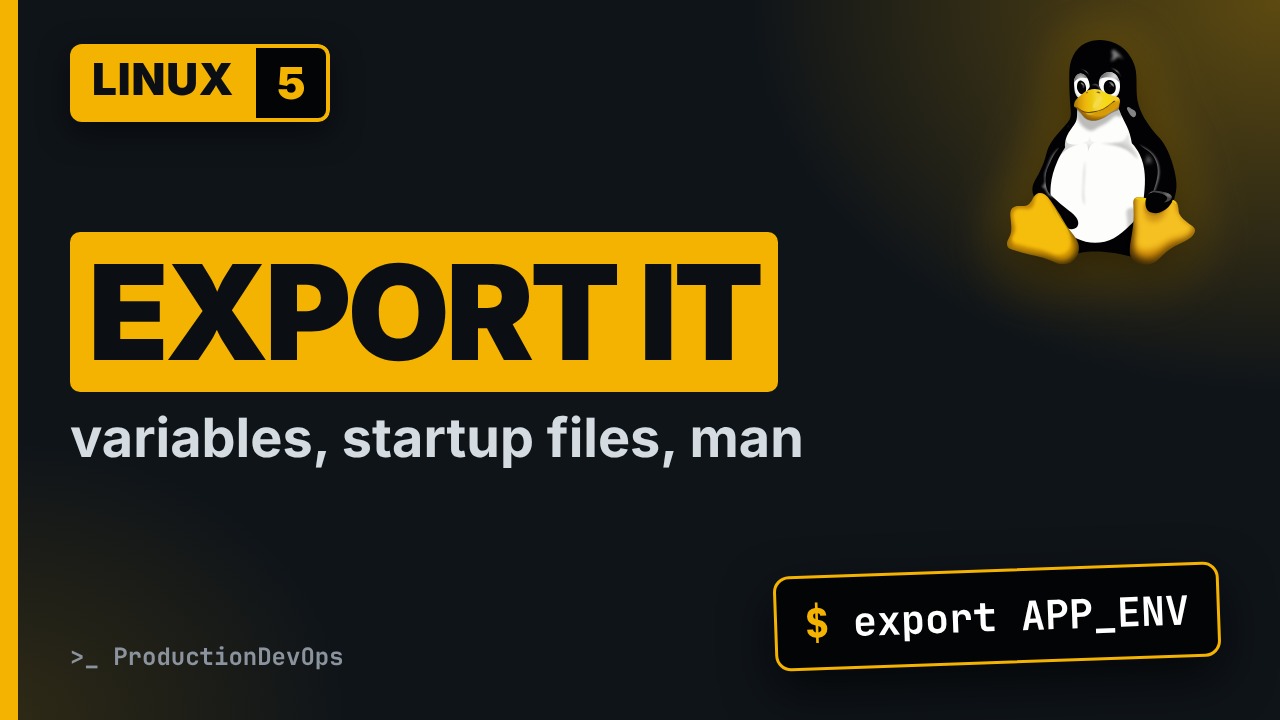 LINUX 5
EXPORT IT
variables, startup files, man
$ export APP_ENV
>_ ProductionDevOps